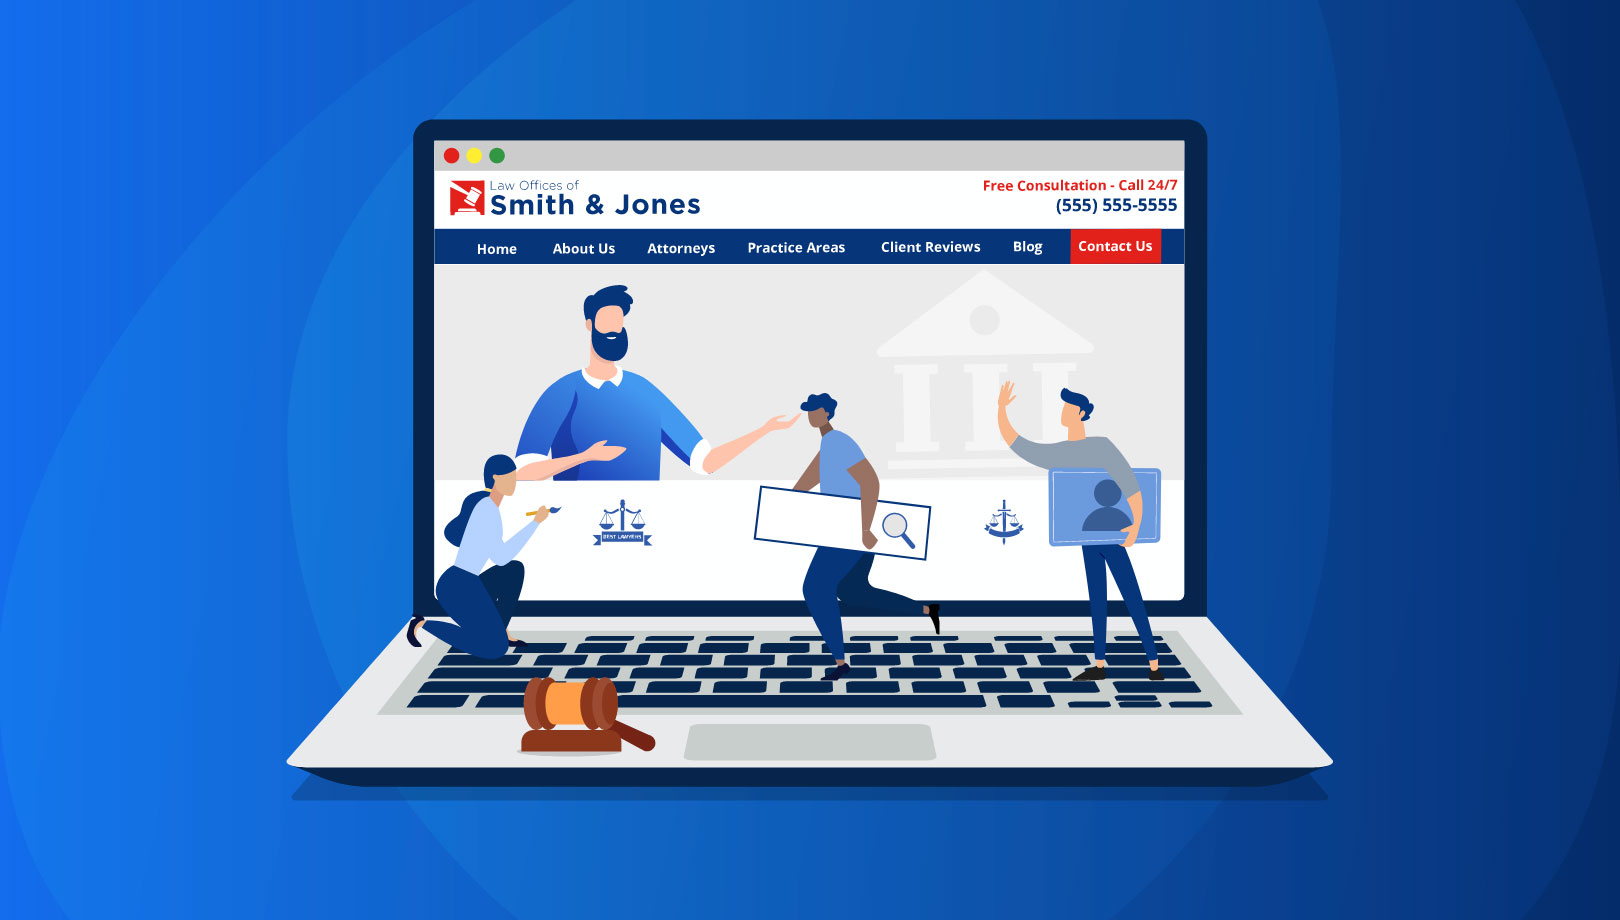 Law Offices of
Smith & Jones
Free Consultation - Call 24/7
(555) 555-5555
Home About Us Attorneys Practice Areas Client Reviews Blog Contact Us
BEST LAWYERS